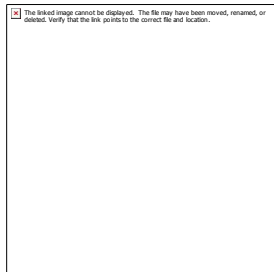 The linked image cannot be displayed. The file may have been moved, renamed, or
deleted. Verify that the link points to the correct file and location.